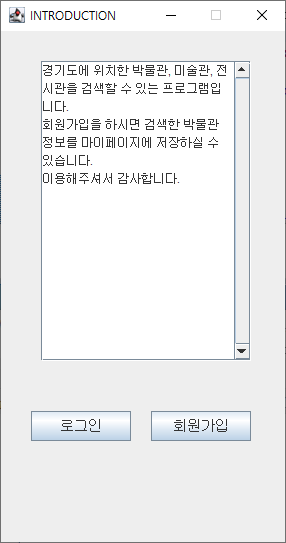 INTRODUCTION
경기도에 위치한 박물관, 미술관, 전
시관을 검색할 수 있는 프로그램입
니다.
회원가입을 하시면 검색한 박물관
정보를 마이페이지에 저장하실 수
있습니다.
이용해주셔서 감사합니다.
로그인 회원가입